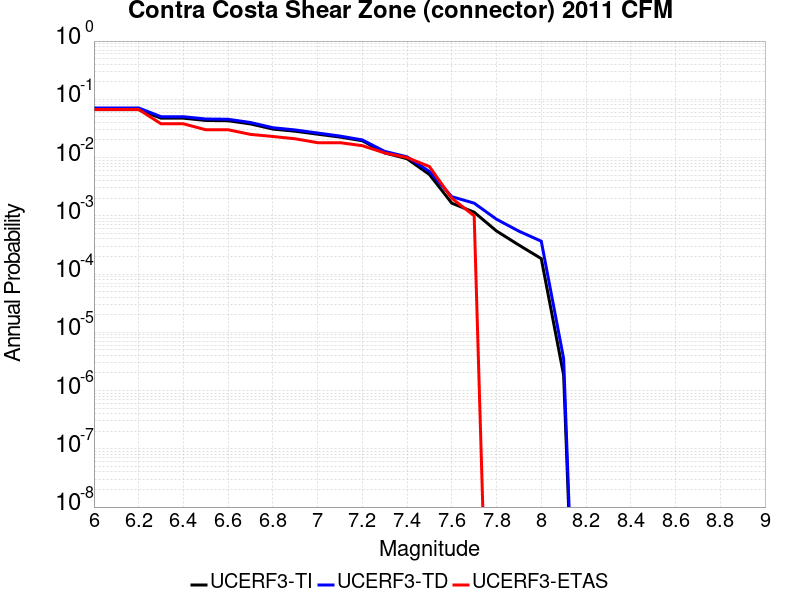 Contra Costa Shear Zone (connector) 2011 CFM
10^0
10^-1
10^-2
10^-3
10^-4
10^-5
10^-6
10^-7
10^-8
Annual Probability
6 6.2 6.4 6.6 6.8 7 7.2 7.4 7.6 7.8 8 8.2 8.4 8.6 8.8 9
Magnitude
UCERF3-TI UCERF3-TD UCERF3-ETAS